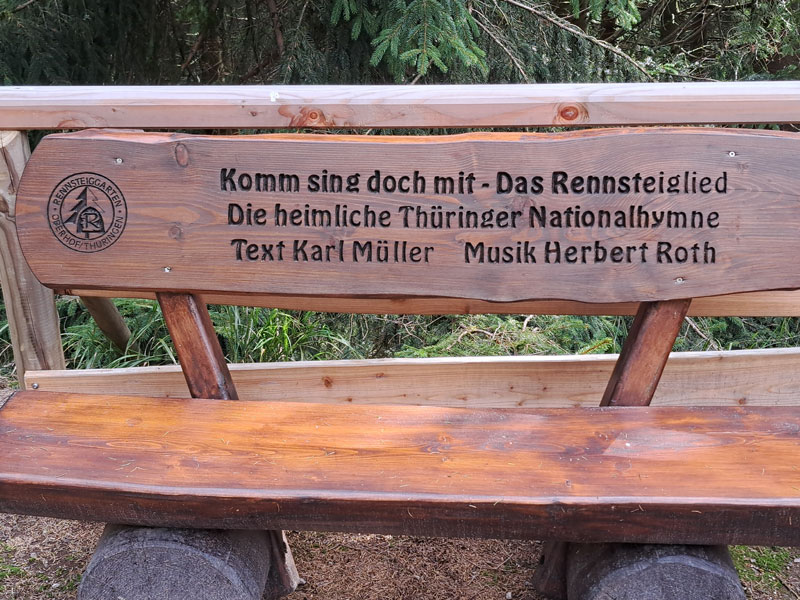 Komm sing doch mit - Das Rennsteiglied
Die heimliche Thüringer Nationalhymne
Text Karl Müller Musik Herbert Roth
RENNSTEIGGARTEN
OBERHOF/THÜRINGEN
R